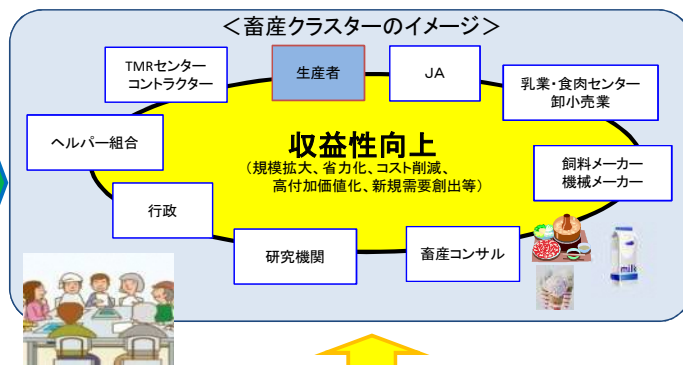 ＜畜産クラスターのイメージ＞
TMRセンター
コントラクター
生産者
ＪＡ
乳業・食肉センター
卸小売業
ヘルパー組合
収益性向上
（規模拡大、省力化、コスト削減、
高付加価値化、新規需要創出等）
飼料メーカー
機械メーカー
行政
研究機関
畜産コンサル
milk